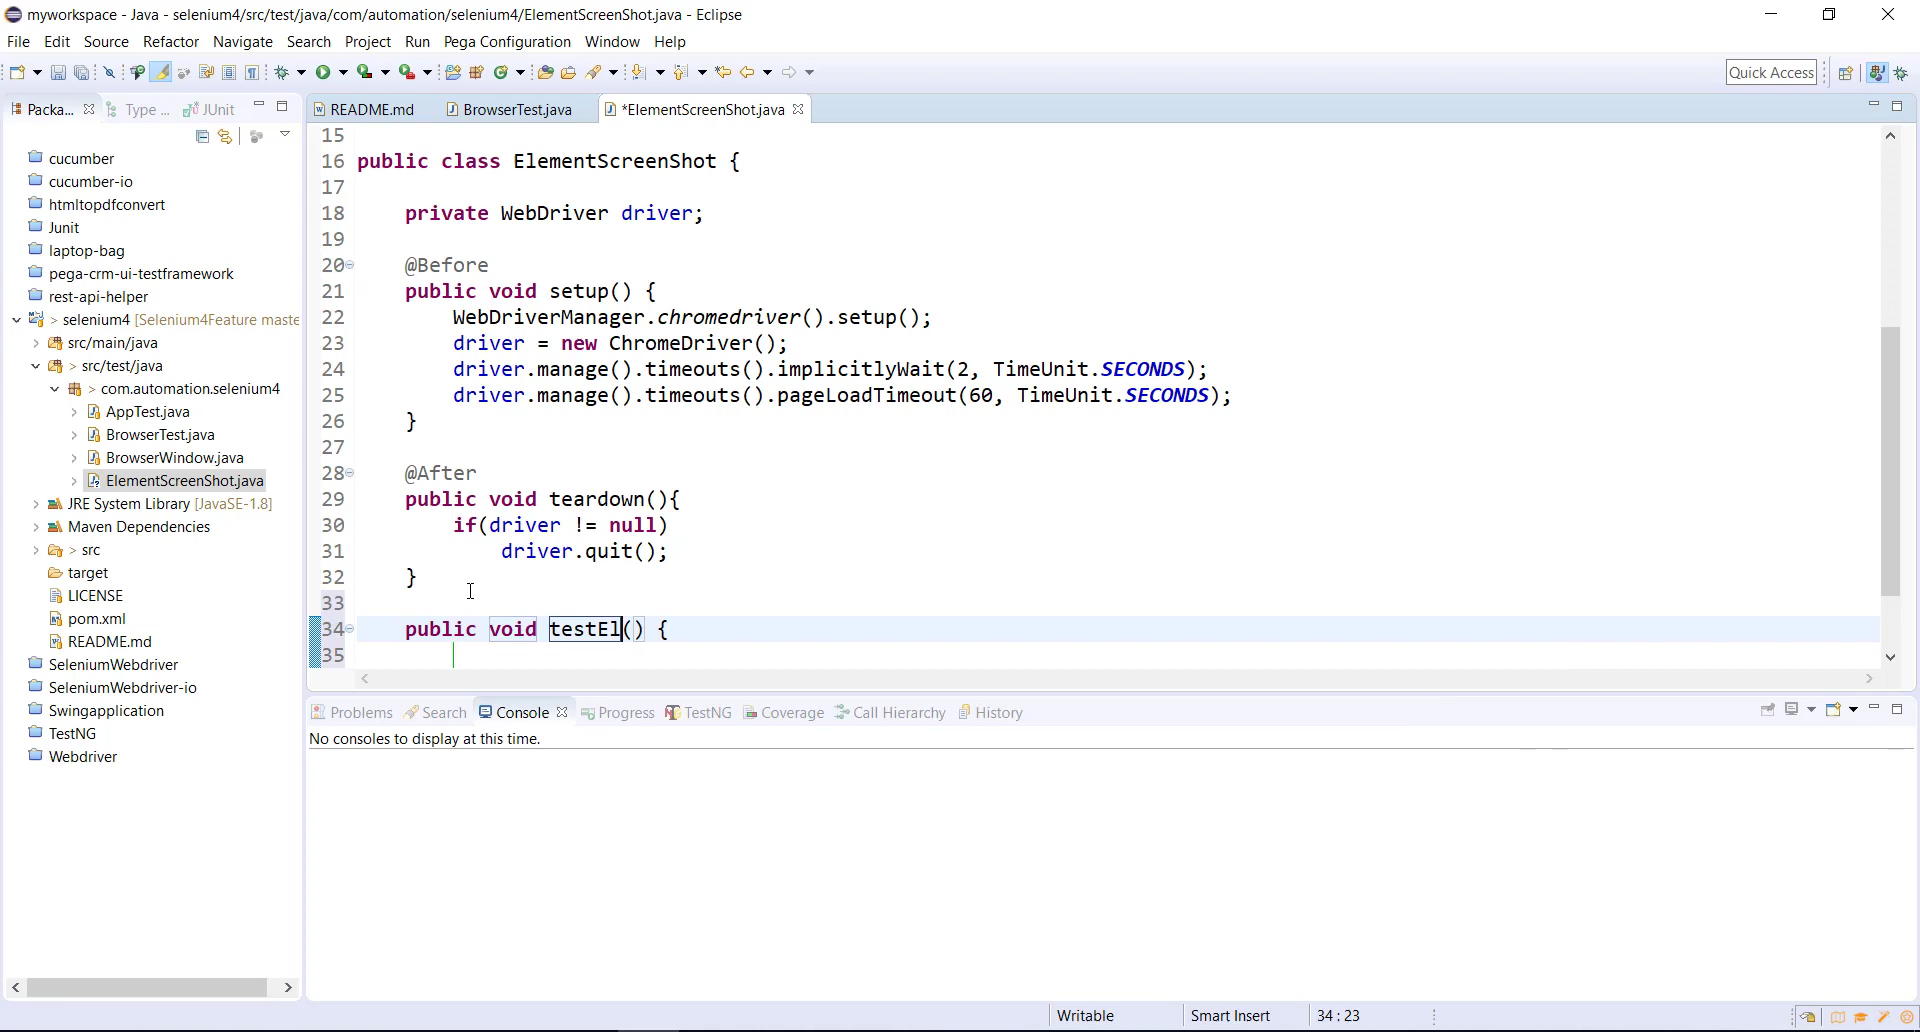 myworkspace - Java - selenium4/src/test/java/com/automation/selenium4/ElementScreenShot.java - Eclipse
File Edit Source Refactor Navigate Search Project Run Pega Configuration Window Help
Quick Access
Packa... Type ... JUnit
README.md BrowserTest.java *ElementScreenShot.java
cucumber
cucumber-io
htmltopdfconvert
Junit
laptop-bag
pega-crm-ui-testframework
rest-api-helper
> selenium4 [Selenium4Feature maste
src/main/java
> src/test/java
> com.automation.selenium4
AppTest.java
BrowserTest.java
BrowserWindow.java
ElementScreenShot.java
JRE System Library [JavaSE-1.8]
Maven Dependencies
> src
target
LICENSE
pom.xml
README.md
SeleniumWebdriver
SeleniumWebdriver-io
Swingapplication
TestNG
Webdriver
15
16 public class ElementScreenShot {
17
18 private WebDriver driver;
19
20 @Before
21 public void setup() {
22 WebDriverManager.chromedriver().setup();
23 driver = new ChromeDriver();
24 driver.manage().timeouts().implicitlyWait(2, TimeUnit.SECONDS);
25 driver.manage().timeouts().pageLoadTimeout(60, TimeUnit.SECONDS);
26 }
27
28 @After
29 public void teardown(){
30 if(driver != null)
31 driver.quit();
32 }
33
34 public void testEl() {
35
Problems Search Console Progress TestNG Coverage Call Hierarchy History
No consoles to display at this time.
Writable Smart Insert 34 : 23